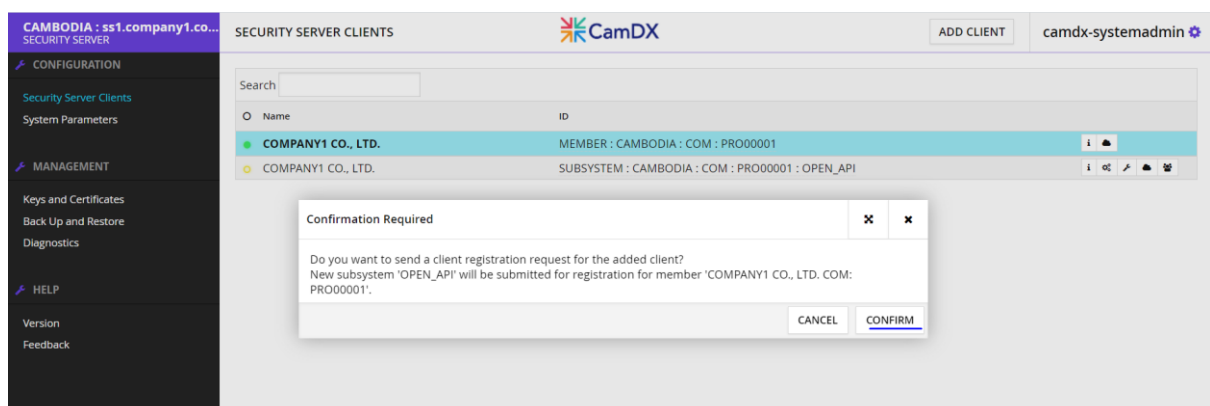 CAMBODIA : ss1.company1.co...
SECURITY SERVER
SECURITY SERVER CLIENTS
CamDX
ADD CLIENT
camdx-systemadmin
CONFIGURATION
Security Server Clients
System Parameters
MANAGEMENT
Keys and Certificates
Back Up and Restore
Diagnostics
HELP
Version
Feedback
Search
Name ID
COMPANY1 CO., LTD. MEMBER : CAMBODIA : COM : PRO00001
COMPANY1 CO., LTD. SUBSYSTEM : CAMBODIA : COM : PRO00001 : OPEN_API
Confirmation Required
Do you want to send a client registration request for the added client?
New subsystem 'OPEN_API' will be submitted for registration for member 'COMPANY1 CO., LTD. COM:
PRO00001'.
CANCEL CONFIRM